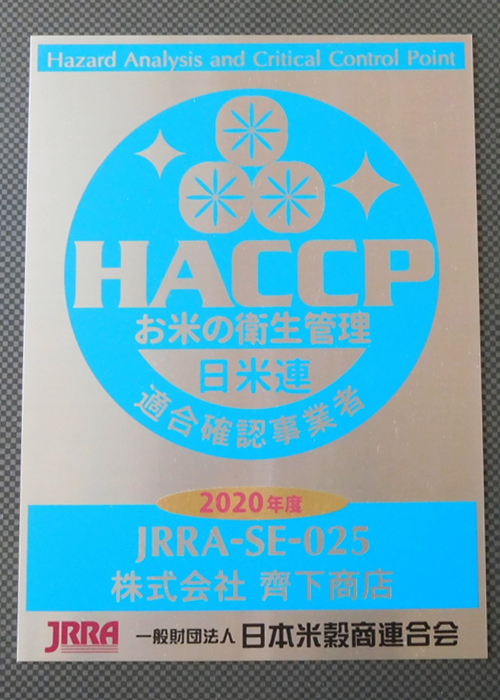 Hazard Analysis and Critical Control Point
HACCP
お米の衛生管理
日米連
適合確認事業者
2020年度
JRRA-SE-025
株式会社 齊下商店
JRRA 一般財団法人 日本米穀商連合会